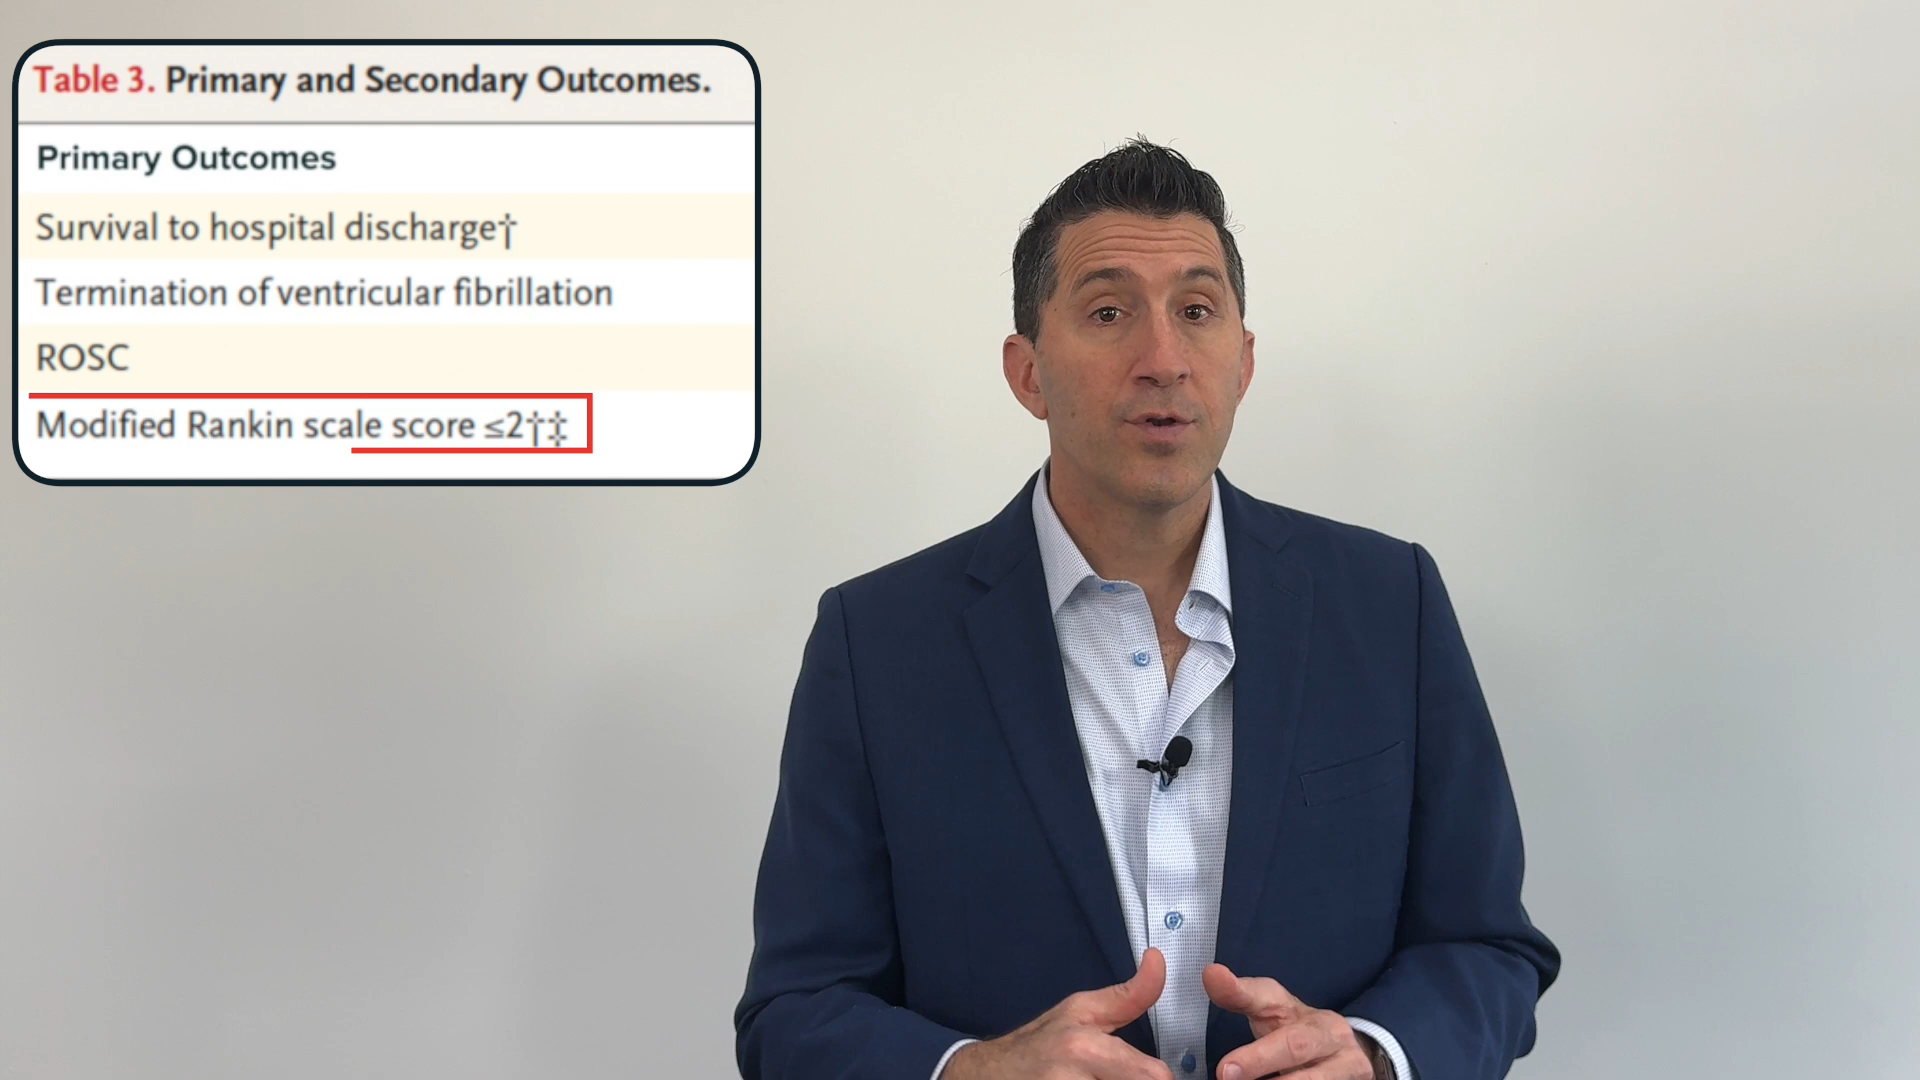 Table 3. Primary and Secondary Outcomes.
Primary Outcomes
Survival to hospital discharge†
Termination of ventricular fibrillation
ROSC
Modified Rankin scale score ≤2†‡